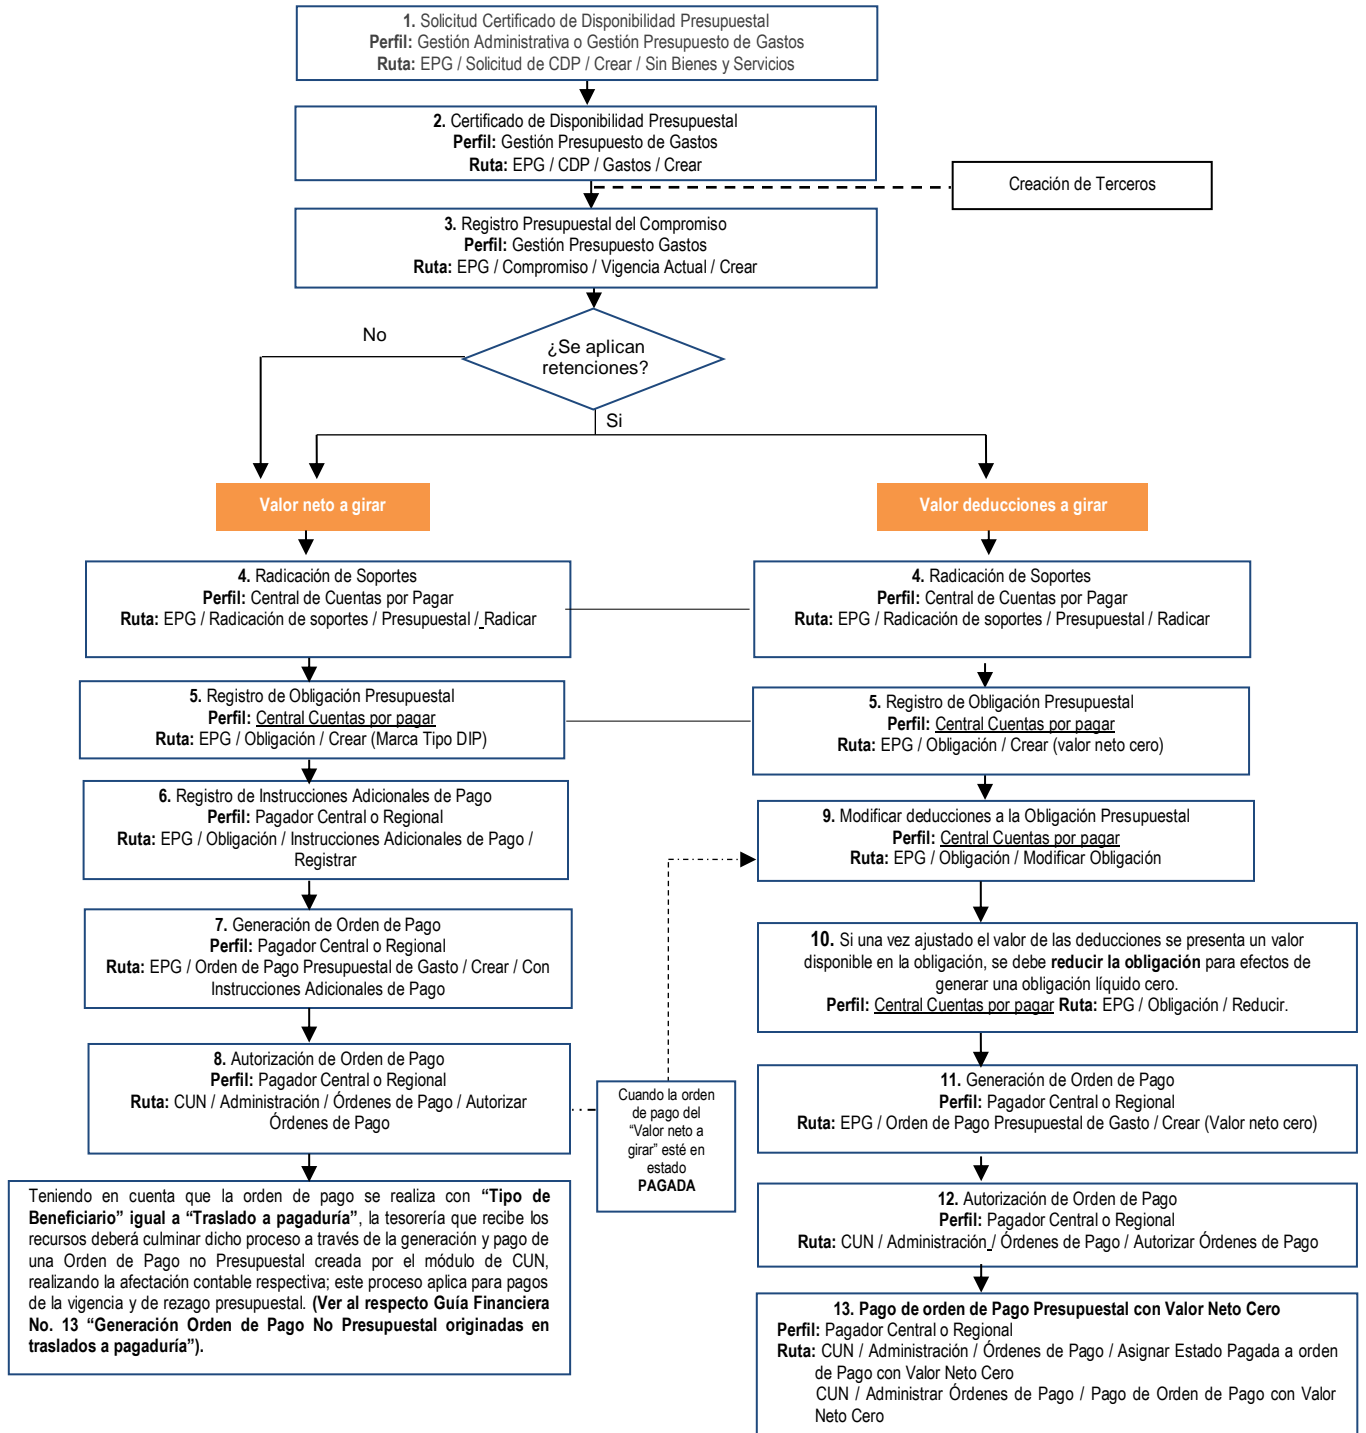 1. Solicitud Certificado de Disponibilidad Presupuestal
Perfil: Gestión Administrativa o Gestión Presupuesto de Gastos
Ruta: EPG / Solicitud de CDP / Crear / Sin Bienes y Servicios
2. Certificado de Disponibilidad Presupuestal
Perfil: Gestión Presupuesto de Gastos
Ruta: EPG / CDP / Gastos / Crear
Creación de Terceros
3. Registro Presupuestal del Compromiso
Perfil: Gestión Presupuesto Gastos
Ruta: EPG / Compromiso / Vigencia Actual / Crear
¿Se aplican
retenciones?
No
Si
Valor neto a girar
4. Radicación de Soportes
Perfil: Central de Cuentas por Pagar
Ruta: EPG / Radicación de soportes / Presupuestal / Radicar
5. Registro de Obligación Presupuestal
Perfil: Central Cuentas por pagar
Ruta: EPG / Obligación / Crear (Marca Tipo DIP)
6. Registro de Instrucciones Adicionales de Pago
Perfil: Pagador Central o Regional
Ruta: EPG / Obligación / Instrucciones Adicionales de Pago /
Registrar
7. Generación de Orden de Pago
Perfil: Pagador Central o Regional
Ruta: EPG / Orden de Pago Presupuestal de Gasto / Crear / Con
Instrucciones Adicionales de Pago
8. Autorización de Orden de Pago
Perfil: Pagador Central o Regional
Ruta: CUN / Administración / Órdenes de Pago / Autorizar
Órdenes de Pago
Teniendo en cuenta que la orden de pago se realiza con “Tipo de
Beneficiario” igual a “Traslado a pagaduría”, la tesorería que recibe los
recursos deberá culminar dicho proceso a través de la generación y pago de
una Orden de Pago no Presupuestal creada por el módulo de CUN,
realizando la afectación contable respectiva; este proceso aplica para pagos
de la vigencia y de rezago presupuestal. (Ver al respecto Guía Financiera
No. 13 “Generación Orden de Pago No Presupuestal originadas en
traslados a pagaduría”).
Cuando la orden
de pago del
“Valor neto a
girar” esté en
estado
PAGADA
Valor deducciones a girar
4. Radicación de Soportes
Perfil: Central de Cuentas por Pagar
Ruta: EPG / Radicación de soportes / Presupuestal / Radicar
5. Registro de Obligación Presupuestal
Perfil: Central Cuentas por pagar
Ruta: EPG / Obligación / Crear (valor neto cero)
9. Modificar deducciones a la Obligación Presupuestal
Perfil: Central Cuentas por pagar
Ruta: EPG / Obligación / Modificar Obligación
10. Si una vez ajustado el valor de las deducciones se presenta un valor
disponible en la obligación, se debe reducir la obligación para efectos de
generar una obligación líquido cero.
Perfil: Central Cuentas por pagar Ruta: EPG / Obligación / Reducir.
11. Generación de Orden de Pago
Perfil: Pagador Central o Regional
Ruta: EPG / Orden de Pago Presupuestal de Gasto / Crear (Valor neto cero)
12. Autorización de Orden de Pago
Perfil: Pagador Central o Regional
Ruta: CUN / Administración / Órdenes de Pago / Autorizar Órdenes de Pago
13. Pago de orden de Pago Presupuestal con Valor Neto Cero
Perfil: Pagador Central o Regional
Ruta: CUN / Administración / Órdenes de Pago / Asignar Estado Pagada a orden
de Pago con Valor Neto Cero
CUN / Administrar Órdenes de Pago / Pago de Orden de Pago con Valor
Neto Cero